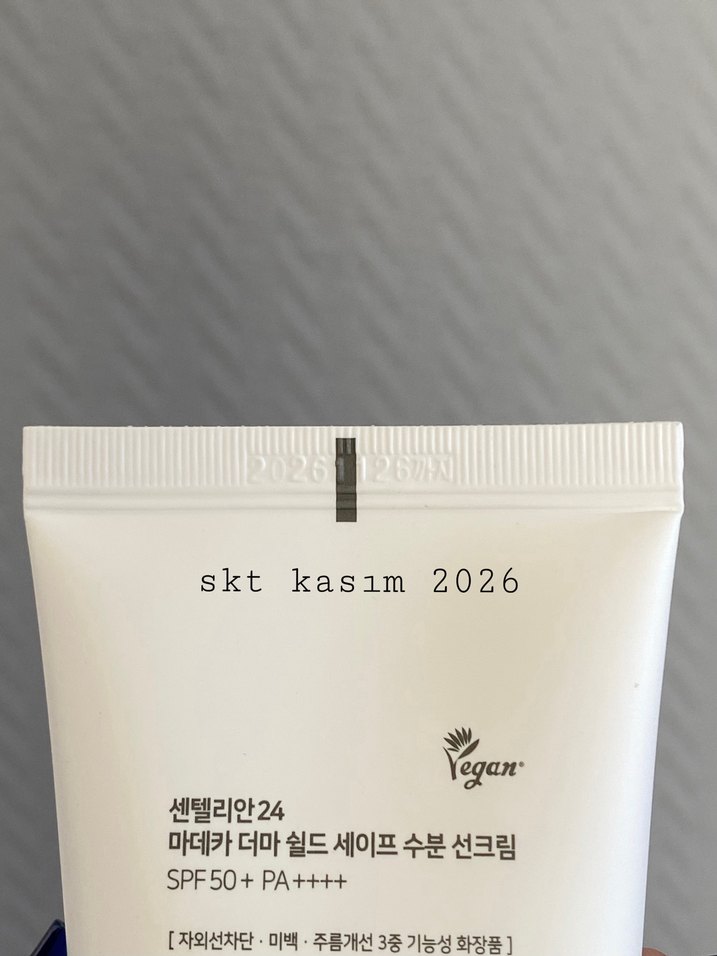 20261126까지
skt kasım 2026
Vegan®
센텔리안24
마데카 더마 쉴드 세이프 수분 선크림
SPF 50+ PA++++
[ 자외선차단 · 미백 · 주름개선 3중 기능성 화장품 ]